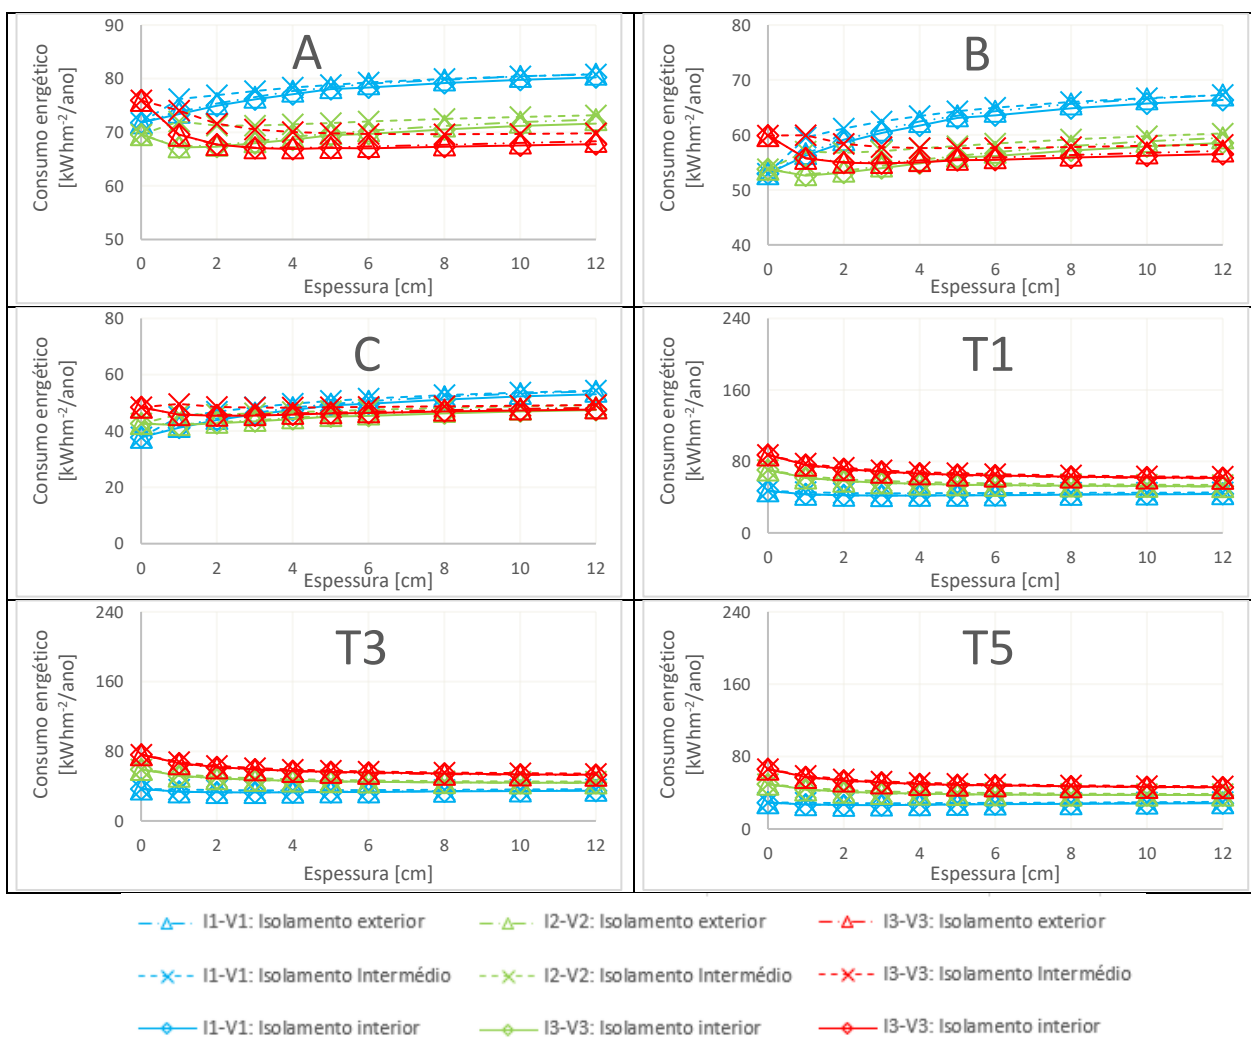 A
Consumo enrgético
[kWhm⁻²/ano]
90
80
70
60
50
0 2 4 6 8 10 12
Espessura [cm]
B
Consumo energético
[kWhm⁻²/ano]
80
70
60
50
40
0 2 4 6 8 10 12
Espessura [cm]
C
Consumo energético
[kWhm⁻²/ano]
80
60
40
20
0
0 2 4 6 8 10 12
Espessura [cm]
T1
Consumo energético
[kWhm⁻²/ano]
240
160
80
0
0 2 4 6 8 10 12
Espessura [cm]
T3
Consumo enrgético
[kWhm⁻²/ano]
240
160
80
0
0 2 4 6 8 10 12
Espessura [cm]
T5
Consumo enrgético
[kWhm⁻²/ano]
240
160
80
0
0 2 4 6 8 10 12
Espessura [cm]
I1-V1: Isolamento exterior I2-V2: Isolamento exterior I3-V3: Isolamento exterior
I1-V1: Isolamento Intermédio I2-V2: Isolamento Intermédio I3-V3: Isolamento Intermédio
I1-V1: Isolamento interior I3-V3: Isolamento interior I3-V3: Isolamento interior